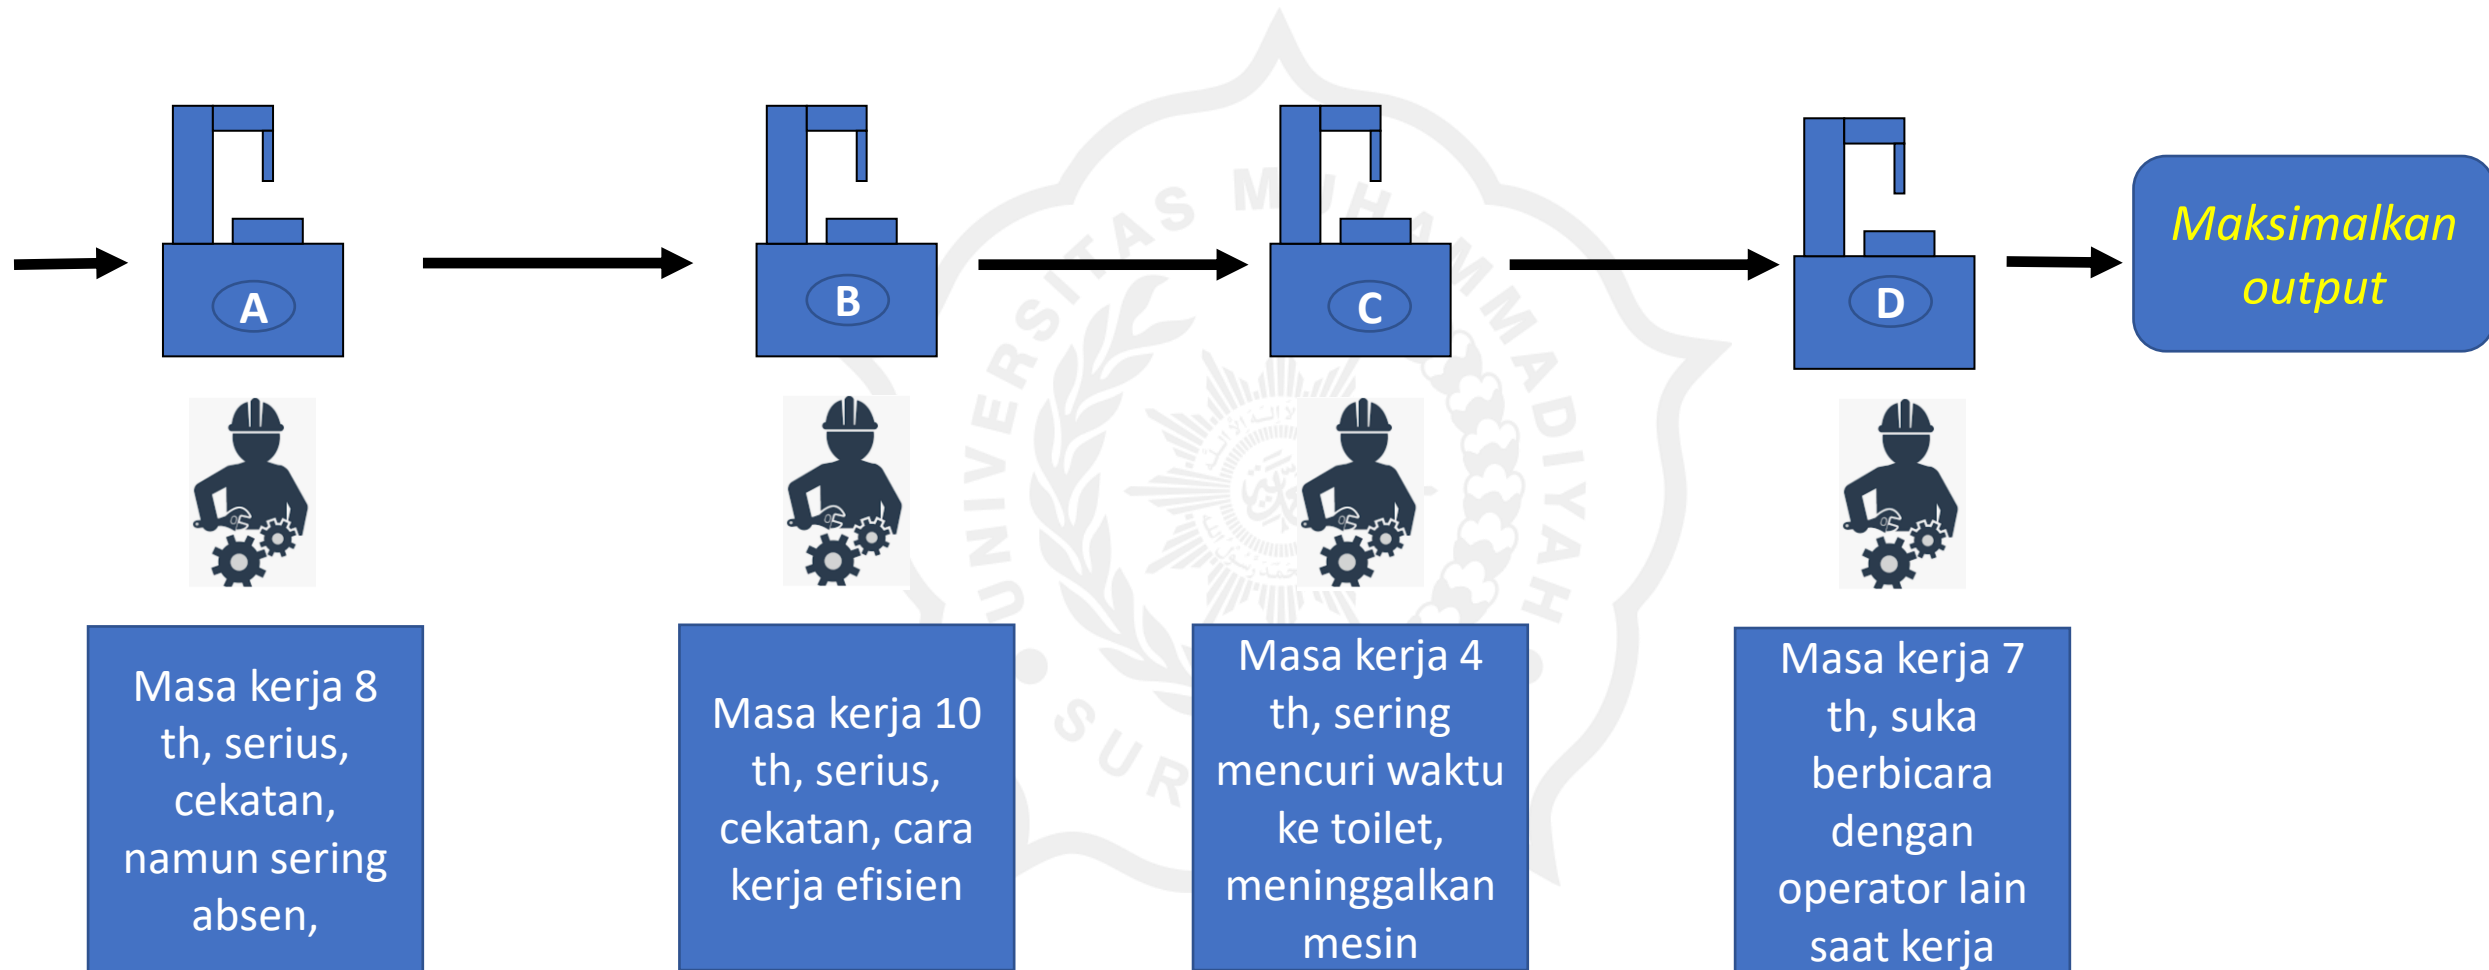 A
B
C
D
Maksimalkan
output
Masa kerja 8
th, serius,
cekatan,
namun sering
absen,
Masa kerja 10
th, serius,
cekatan, cara
kerja efisien
Masa kerja 4
th, sering
mencuri waktu
ke toilet,
meninggalkan
mesin
Masa kerja 7
th, suka
berbicara
dengan
operator lain
saat kerja
UNIVERSITAS MUHAMMADIYAH